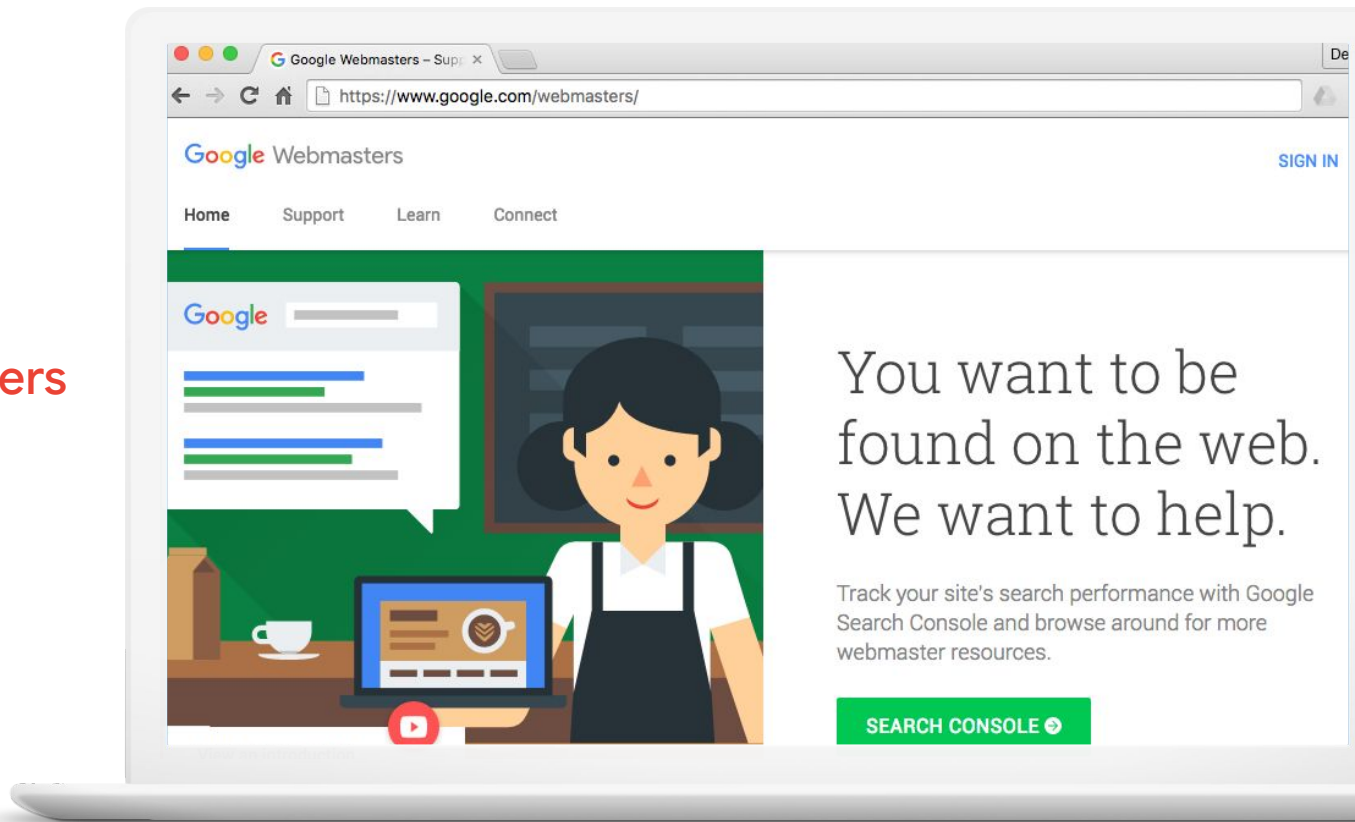 Google Webmasters – Sup
De
https://www.google.com/webmasters/
Google Webmasters
SIGN IN
Home Support Learn Connect
Google
ers
You want to be
found on the web.
We want to help.
Track your site's search performance with Google
Search Console and browse around for more
webmaster resources.
SEARCH CONSOLE